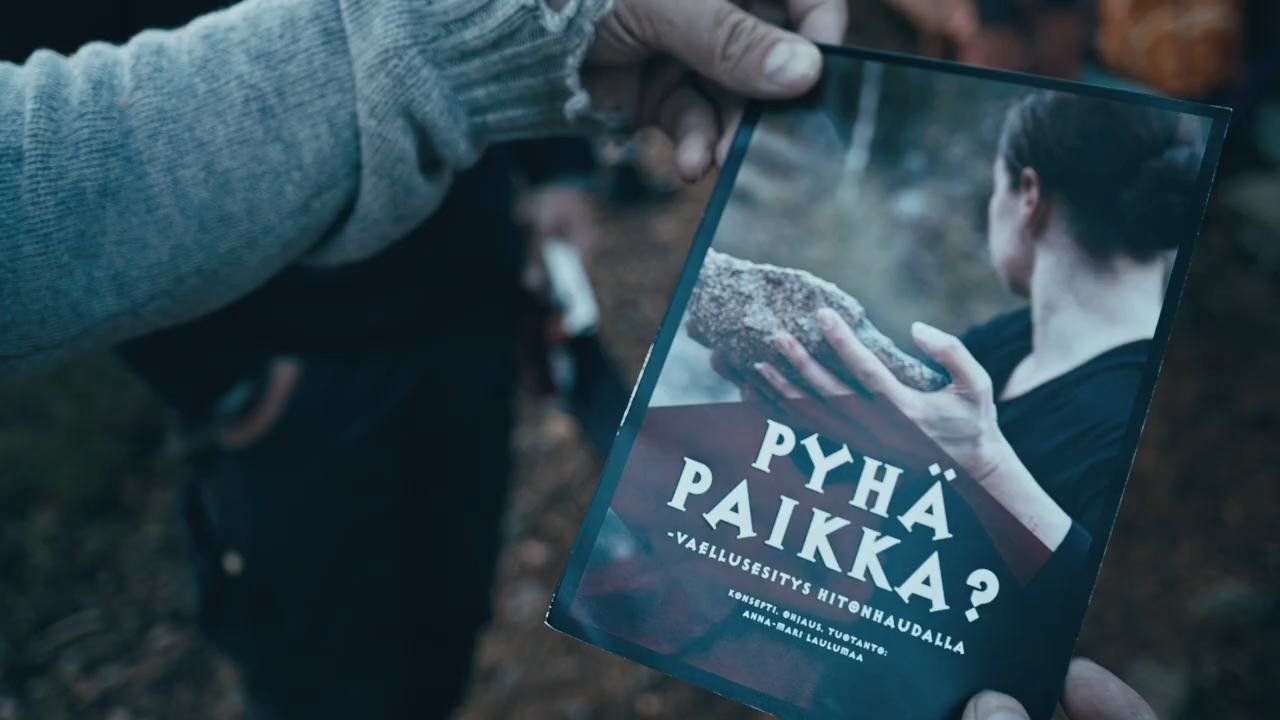 PYHÄ
PAIKKA?
-VAELLUSESITYS HITONHAUDALLA
KONSEPTI, OHJAUS, TUOTANTO:
ANNA-MARI LAULUMAA